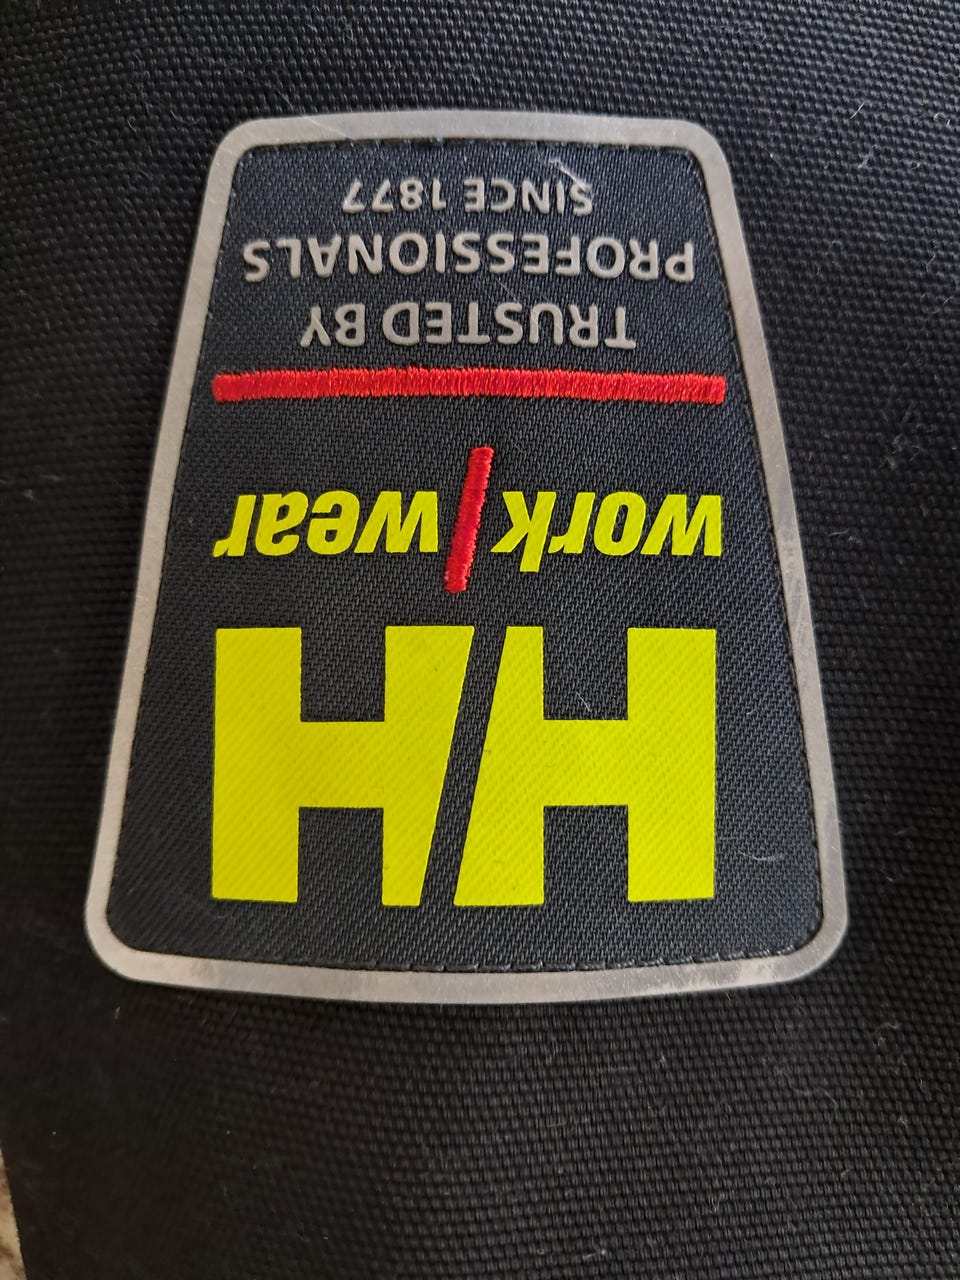 HH
work/wear
TRUSTED BY
PROFESSIONALS
SINCE 1877